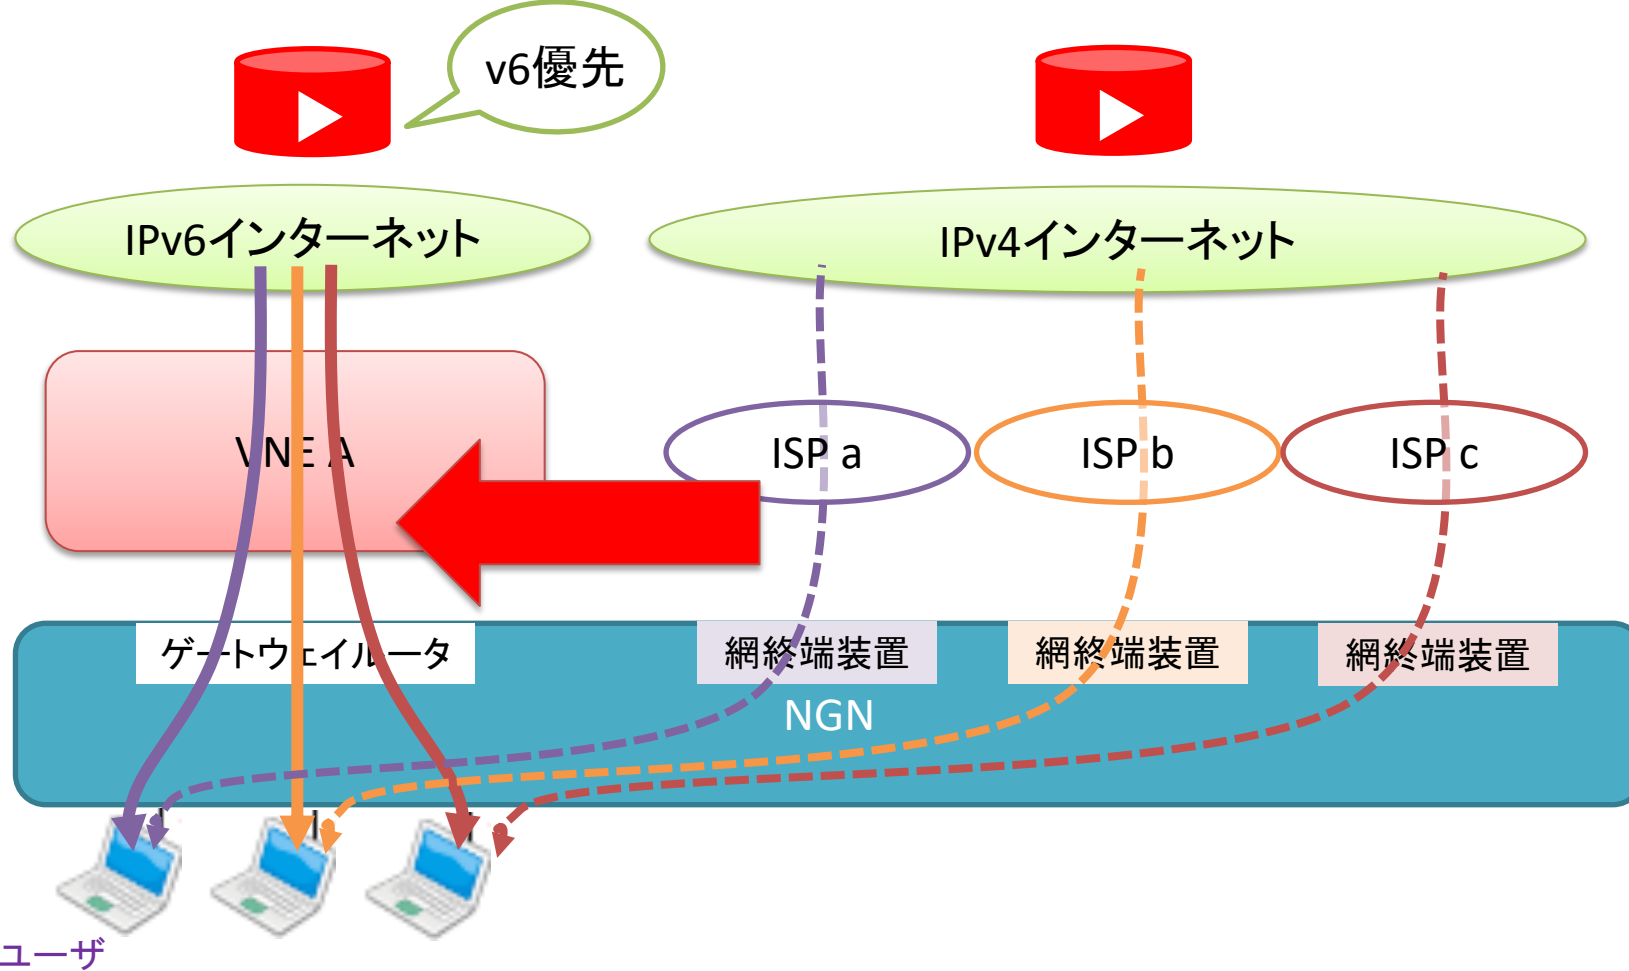 v6優先
IPv6インターネット
IPv4インターネット
VNE A
ISP a
ISP b
ISP c
ゲートウェイルータ
網終端装置
網終端装置
網終端装置
NGN
ユーザ